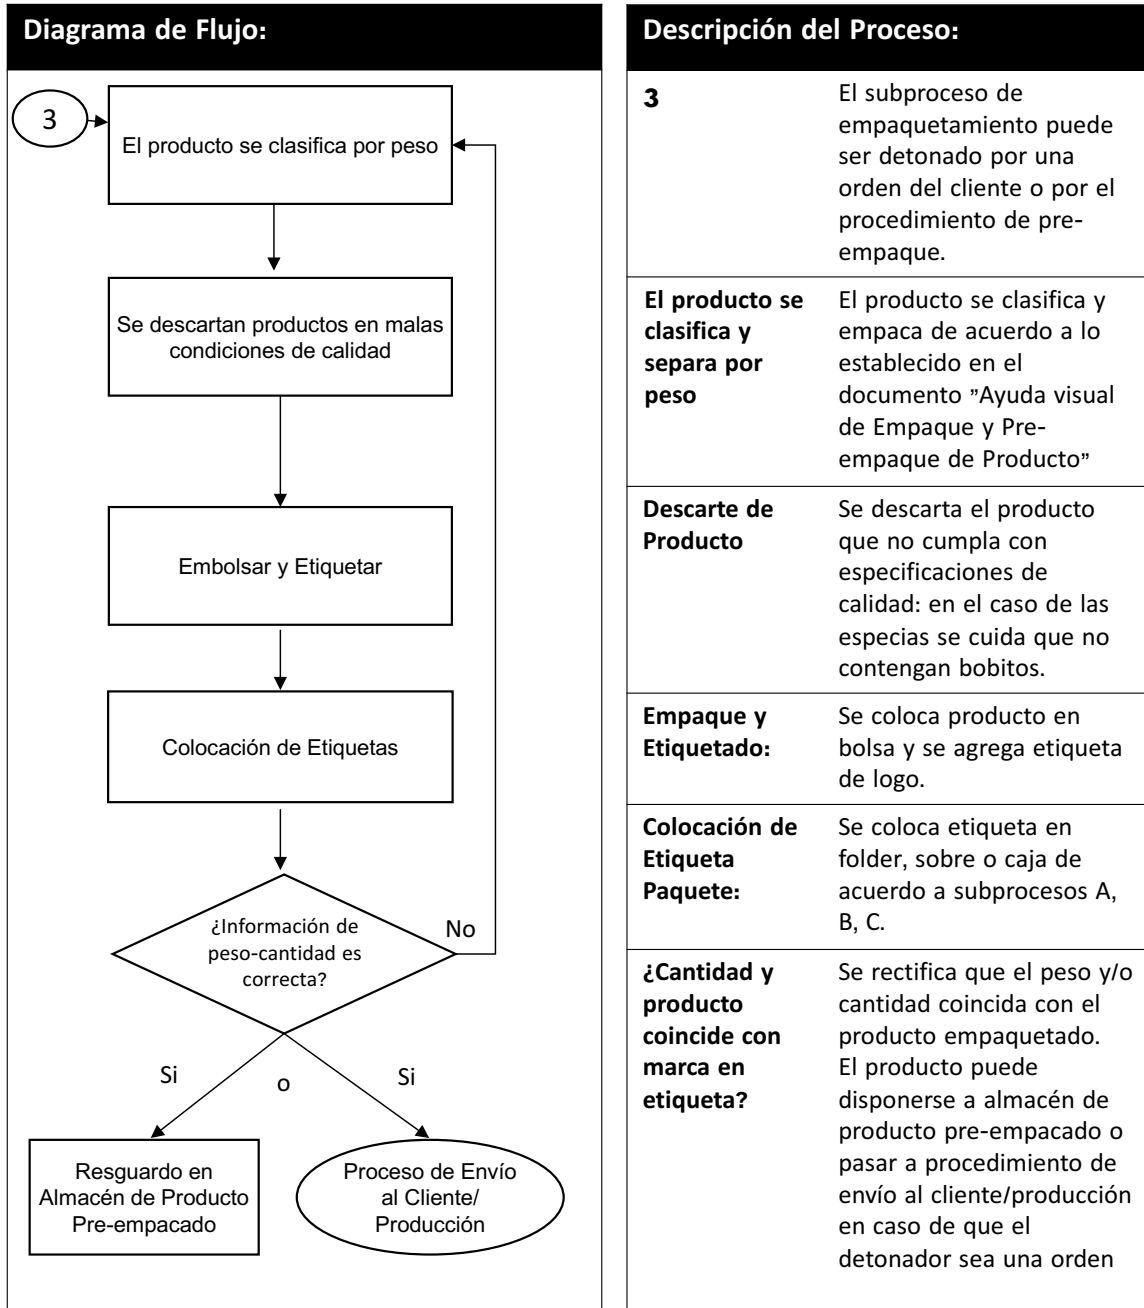 Diagrama de Flujo:
3
El producto se clasifica por peso
Se descartan productos en malas
condiciones de calidad
Embolsar y Etiquetar
Colocación de Etiquetas
¿Información de
peso-cantidad es
correcta?
No
Si
o
Si
Resguardo en
Almacén de Producto
Pre-empacado
Proceso de Envío
al Cliente/
Producción
Descripción del Proceso:
3
El subproceso de
empaquetamiento puede
ser detonado por una
orden del cliente o por el
procedimiento de pre-
empaque.
El producto se
clasifica y
separa por
peso
El producto se clasifica y
empaca de acuerdo a lo
establecido en el
documento ”Ayuda visual
de Empaque y Pre-
empaque de Producto”
Descarte de
Producto
Se descarta el producto
que no cumpla con
especificaciones de
calidad: en el caso de las
especias se cuida que no
contengan bobitos.
Empaque y
Etiquetado:
Se coloca producto en
bolsa y se agrega etiqueta
de logo.
Colocación de
Etiqueta
Paquete:
Se coloca etiqueta en
folder, sobre o caja de
acuerdo a subprocesos A,
B, C.
¿Cantidad y
producto
coincide con
marca en
etiqueta?
Se rectifica que el peso y/o
cantidad coincida con el
producto empaquetado.
El producto puede
disponerse a almacén de
producto pre-empacado o
pasar a procedimiento de
envío al cliente/producción
en caso de que el
detonador sea una orden